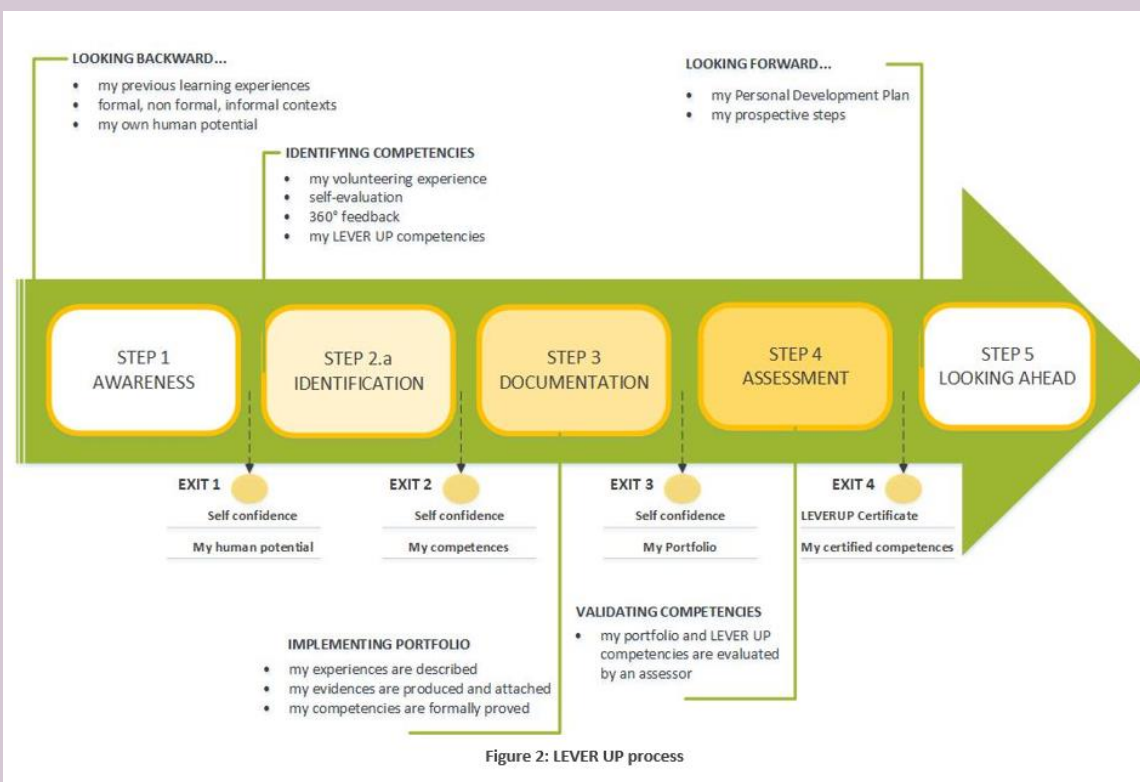 LOOKING BACKWARD...
• my previous learning experiences
• formal, non formal, informal contexts
• my own human potential
LOOKING FORWARD...
• my Personal Development Plan
• my prospective steps
IDENTIFYING COMPETENCIES
• my volunteering experience
• self-evaluation
• 360° feedback
• my LEVER UP competencies
STEP 1
AWARENESS
STEP 2.a
IDENTIFICATION
STEP 3
DOCUMENTATION
STEP 4
ASSESSMENT
STEP 5
LOOKING AHEAD
EXIT 1
Self confidence
My human potential
EXIT 2
Self confidence
My competences
EXIT 3
Self confidence
My Portfolio
EXIT 4
LEVERUP Certificate
My certified competences
IMPLEMENTING PORTFOLIO
• my experiences are described
• my evidences are produced and attached
• my competencies are formally proved
VALIDATING COMPETENCIES
• my portfolio and LEVER UP
competencies are evaluated
by an assessor
Figure 2: LEVER UP process